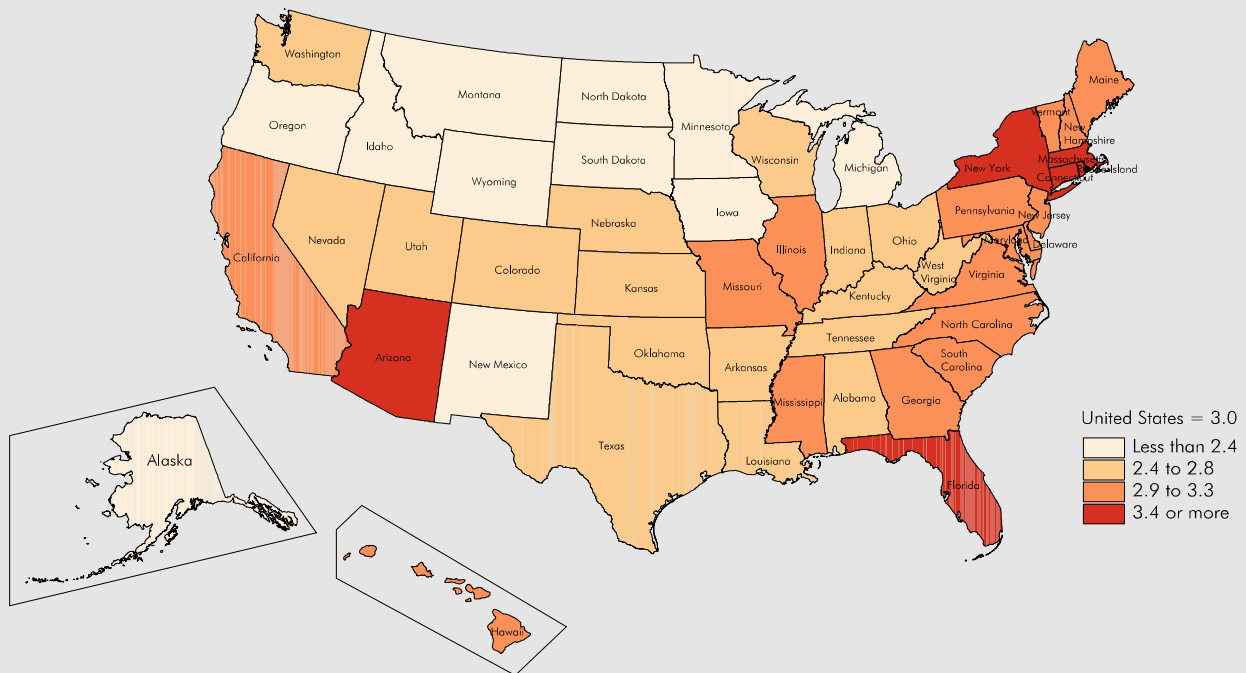 Washington
Oregon
Idaho
Montana
Wyoming
North Dakota
South Dakota
Minnesota
Wisconsin
Michigan
Iowa
Nebraska
California
Nevada
Utah
Colorado
Kansas
Missouri
Illinois
Indiana
Ohio
Kentucky
West
Virginia
Virginia
Maryland
Delaware
Pennsylvania
New Jersey
New York
Connecticut
Rhode Island
Massachusetts
Vermont
New
Hampshire
Maine
Arizona
New Mexico
Oklahoma
Arkansas
Tennessee
North Carolina
South
Carolina
Georgia
Alabama
Mississippi
Louisiana
Texas
Florida
Alaska
Hawaii
United States = 3.0
Less than 2.4
2.4 to 2.8
2.9 to 3.3
3.4 or more